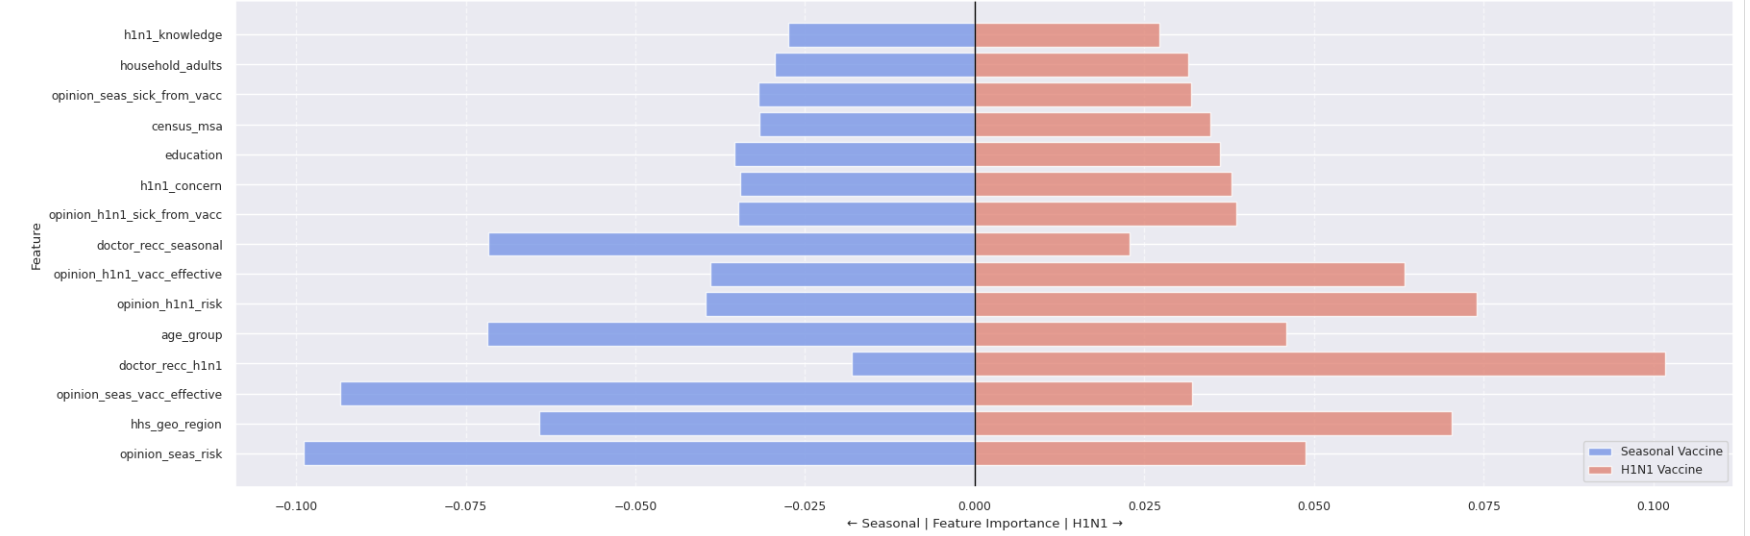 h1n1_knowledge
household_adults
opinion_seas_sick_from_vacc
census_msa
education
h1n1_concern
opinion_h1n1_sick_from_vacc
doctor_recc_seasonal
opinion_h1n1_vacc_effective
opinion_h1n1_risk
age_group
doctor_recc_h1n1
opinion_seas_vacc_effective
hhs_geo_region
opinion_seas_risk
Feature
Seasonal Vaccine
H1N1 Vaccine
−0.100 −0.075 −0.050 −0.025 0.000 0.025 0.050 0.075 0.100
← Seasonal | Feature Importance | H1N1 →